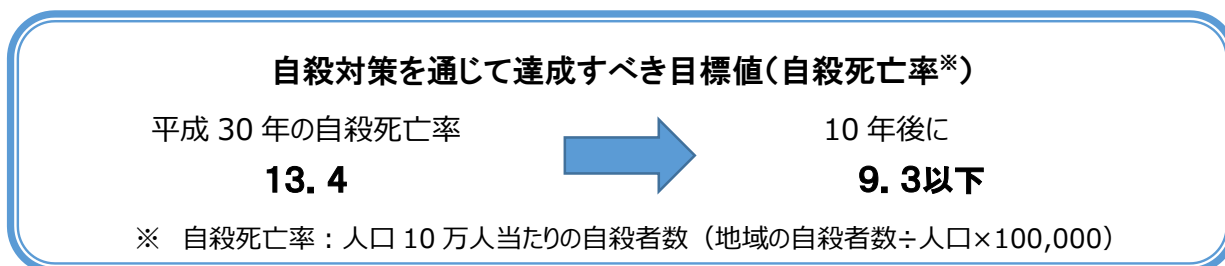 自殺対策を通じて達成すべき目標値（自殺死亡率※）
平成 30 年の自殺死亡率
10 年後に
13．4
9．3以下
※ 自殺死亡率：人口 10 万人当たりの自殺者数（地域の自殺者数÷人口×100,000）